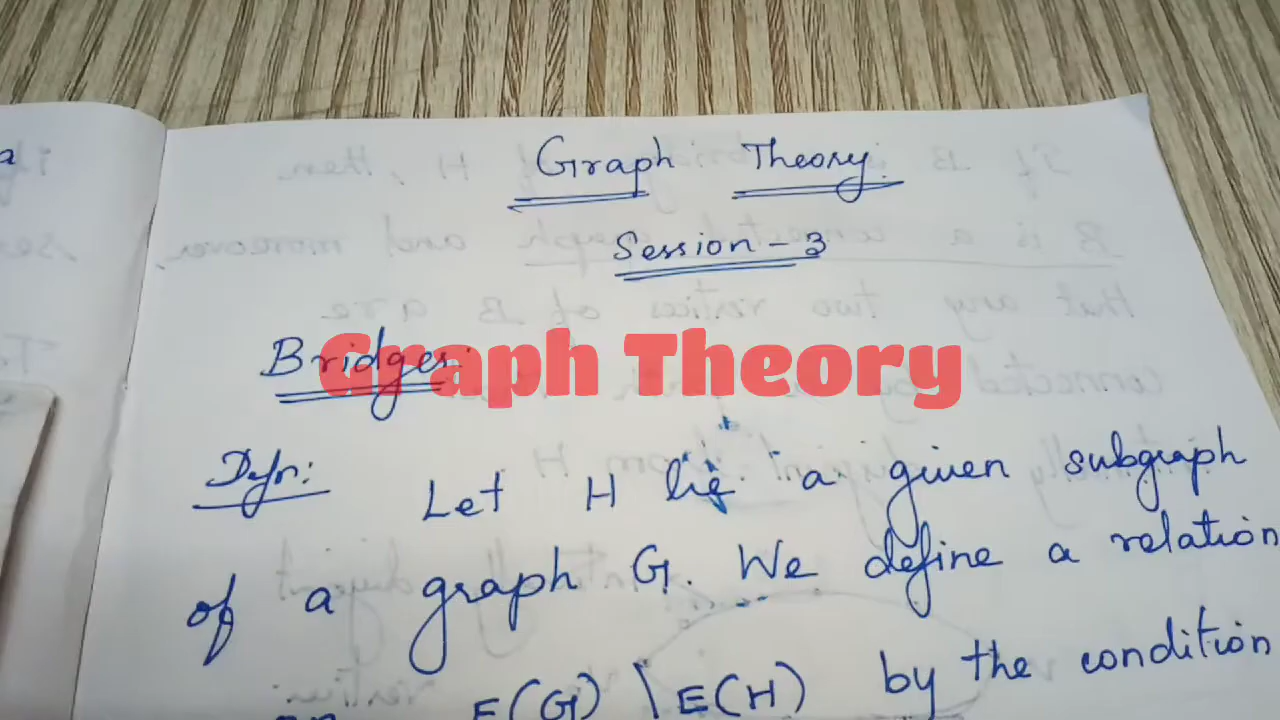 Graph Theory.
Session - 3
Bridges:
Graph Theory
Defn:
Let H be a given subgraph
of a graph G. We define a relation
on E(G) \ E(H) by the condition